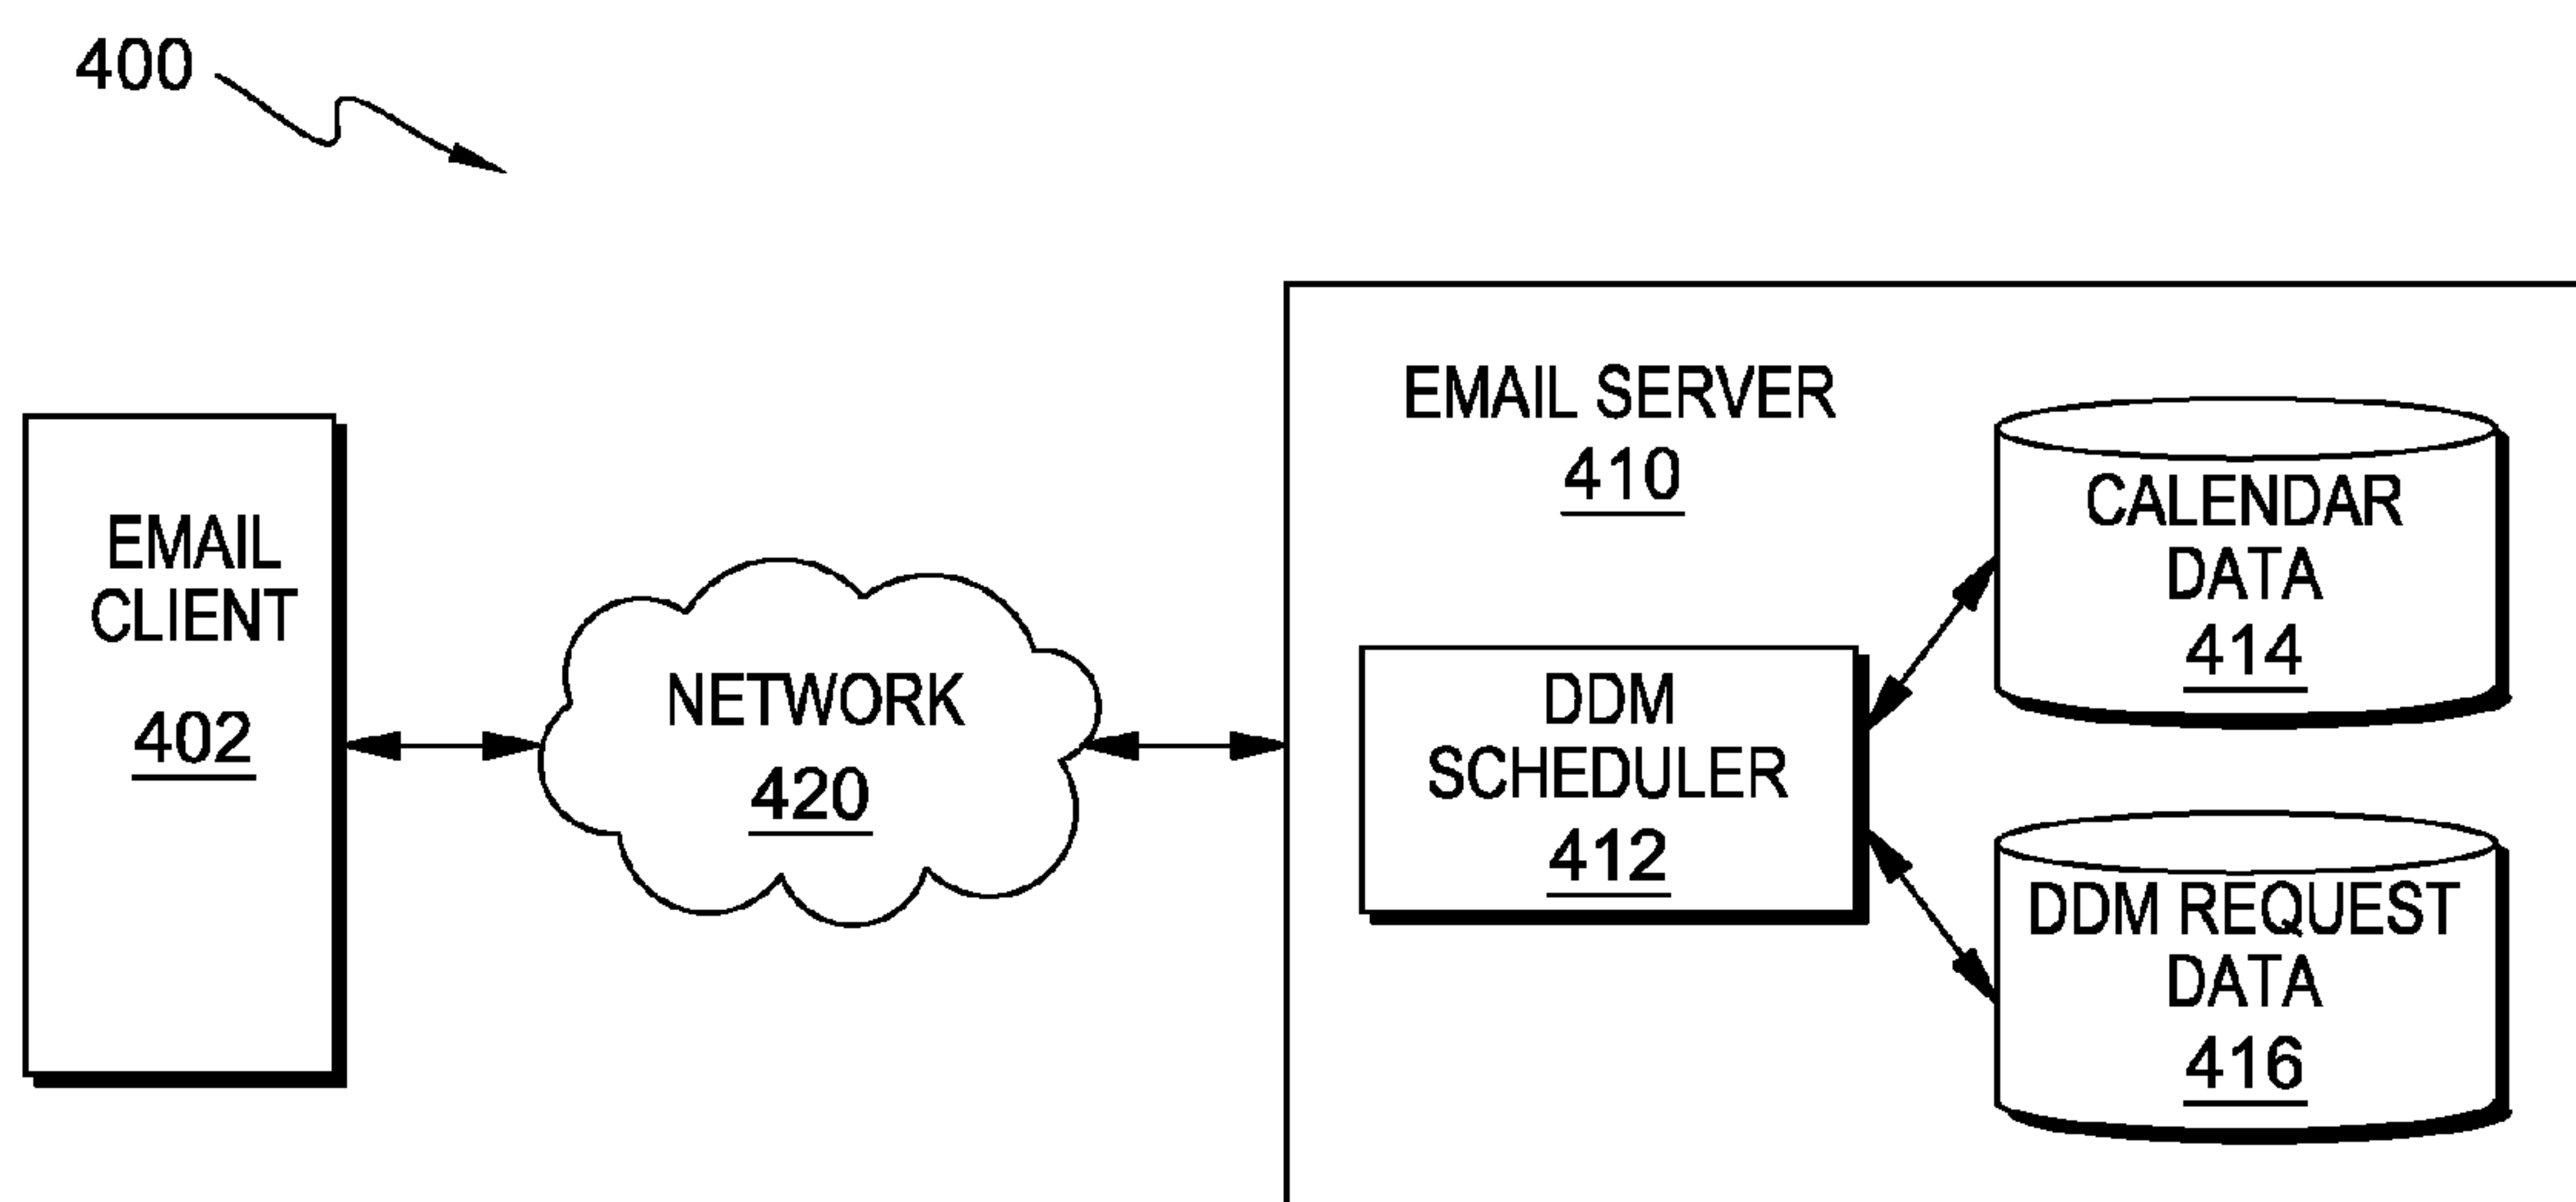 400
EMAIL
CLIENT
402
NETWORK
420
EMAIL SERVER
410
DDM
SCHEDULER
412
CALENDAR
DATA
414
DDM REQUEST
DATA
416